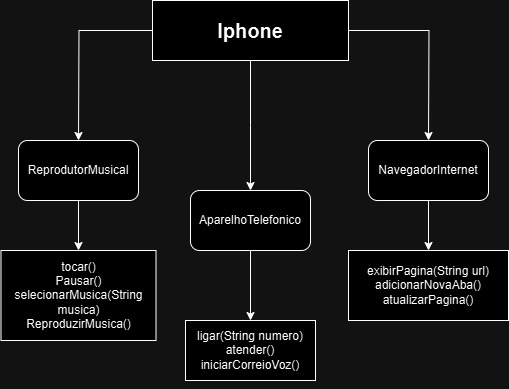 Iphone
ReprodutorMusical
AparelhoTelefonico
NavegadorInternet
tocar()
Pausar()
selecionarMusica(String
musica)
ReproduzirMusica()
ligar(String numero)
atender()
iniciarCorreioVoz()
exibirPagina(String url)
adicionarNovaAba()
atualizarPagina()